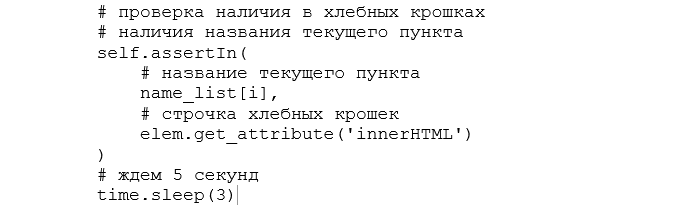 # проверка наличия в хлебных крошках
# наличия названия текущего пункта
self.assertIn(
    # название текущего пункта
    name_list[i],
    # строчка хлебных крошек
    elem.get_attribute('innerHTML')
)
# ждем 5 секунд
time.sleep(3)